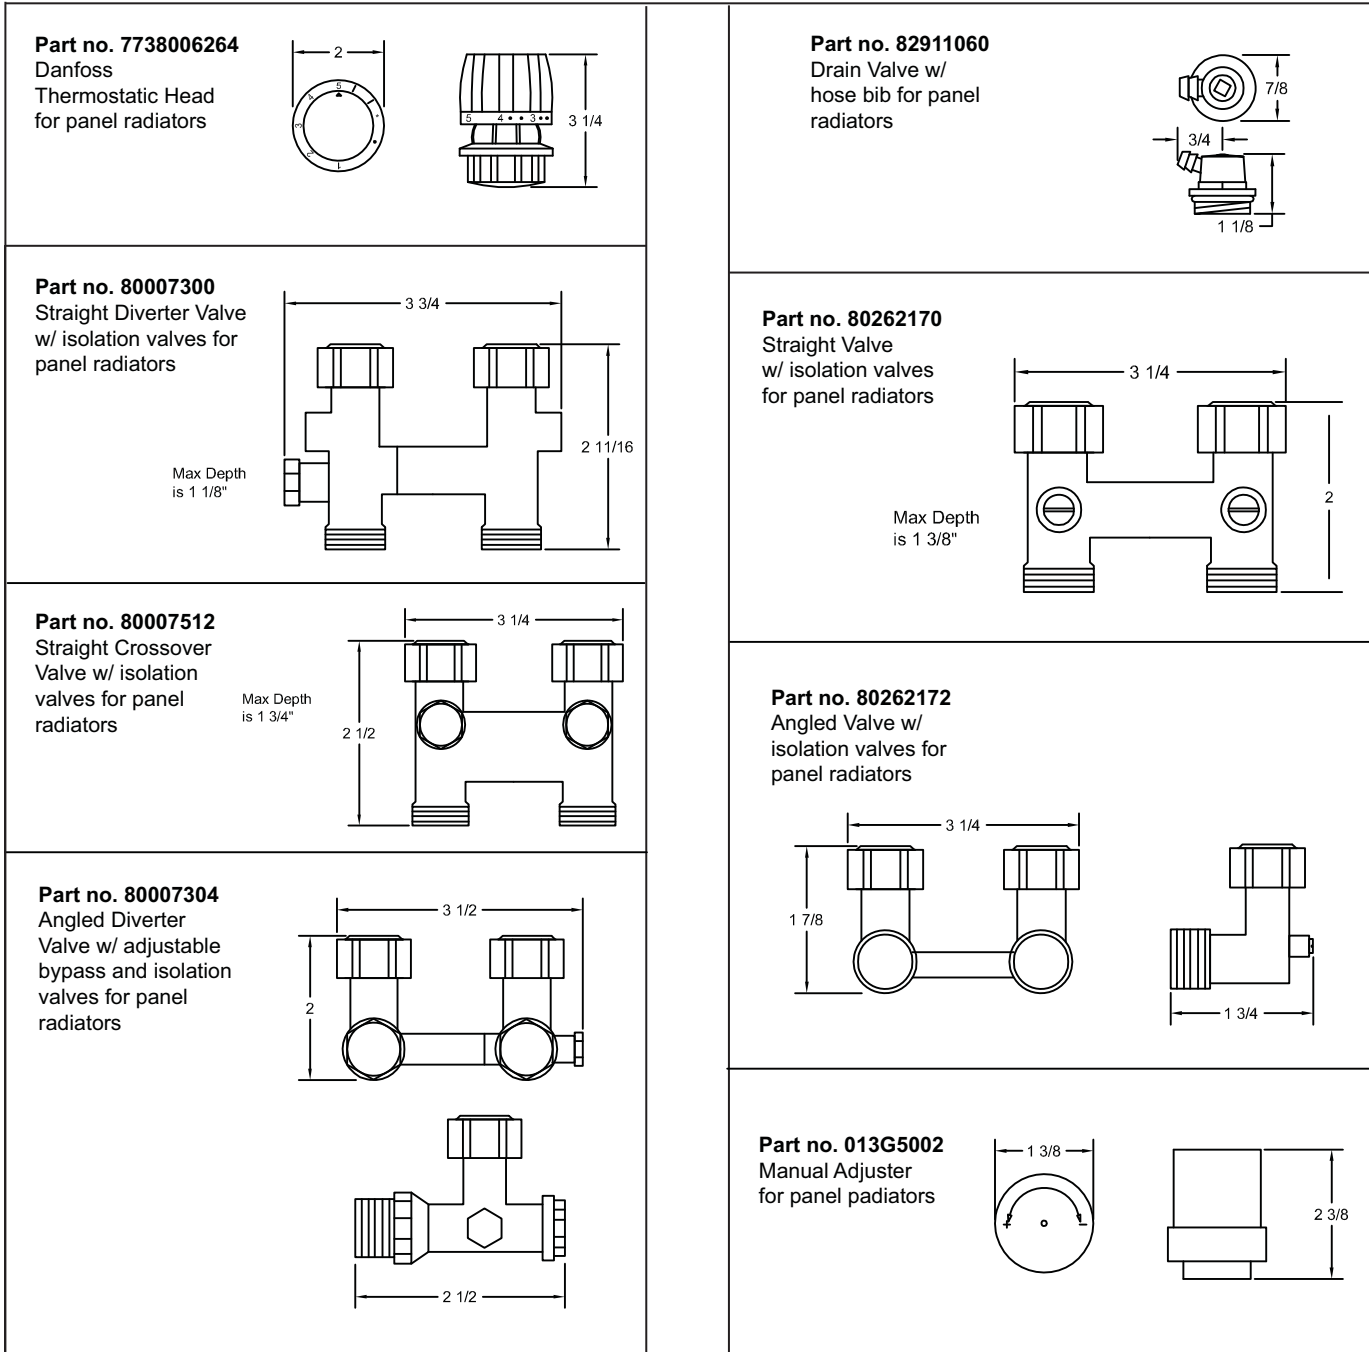 Part no. 7738006264
Danfoss
Thermostatic Head
for panel radiators
2
5
4
3
2
1
5 4 •• 3 ••
3 1/4
Part no. 80007300
Straight Diverter Valve
w/ isolation valves for
panel radiators
3 3/4
2 11/16
Max Depth
is 1 1/8"
Part no. 80007512
Straight Crossover
Valve w/ isolation
valves for panel
radiators
3 1/4
Max Depth
is 1 3/4"
2 1/2
Part no. 80007304
Angled Diverter
Valve w/ adjustable
bypass and isolation
valves for panel
radiators
3 1/2
2
2 1/2
Part no. 82911060
Drain Valve w/
hose bib for panel
radiators
7/8
3/4
1 1/8
Part no. 80262170
Straight Valve
w/ isolation valves
for panel radiators
3 1/4
2
Max Depth
is 1 3/8"
Part no. 80262172
Angled Valve w/
isolation valves for
panel radiators
3 1/4
1 7/8
1 3/4
Part no. 013G5002
Manual Adjuster
for panel padiators
1 3/8
+ −
2 3/8